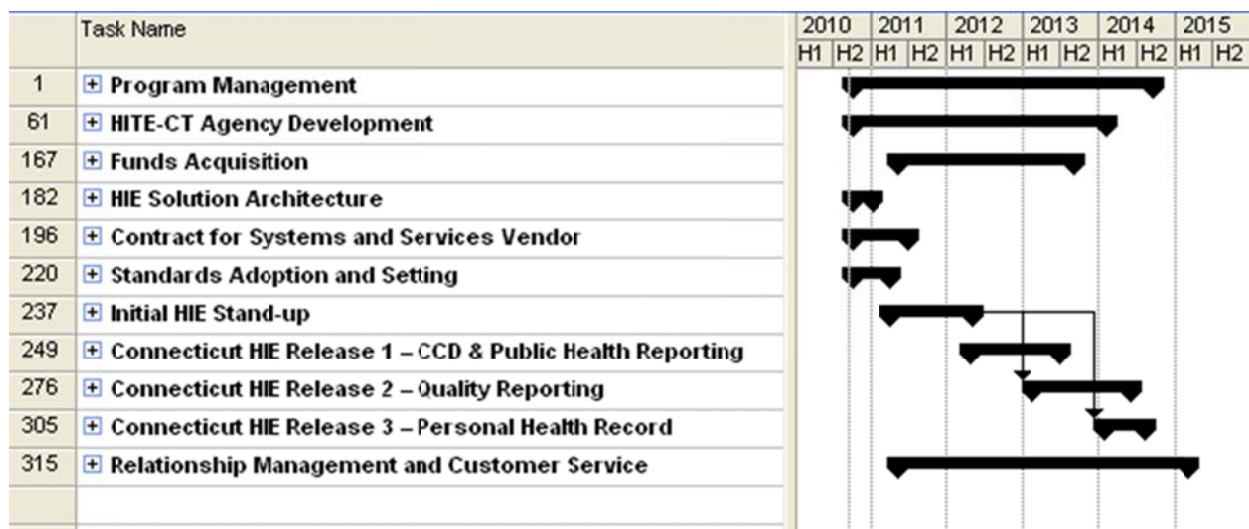 Task Name 2010 2011 2012 2013 2014 2015
H1 H2 H1 H2 H1 H2 H1 H2 H1 H2 H1 H2
1 Program Management
61 HITE-CT Agency Development
167 Funds Acquisition
182 HIE Solution Architecture
196 Contract for Systems and Services Vendor
220 Standards Adoption and Setting
237 Initial HIE Stand-up
249 Connecticut HIE Release 1 – CCD & Public Health Reporting
276 Connecticut HIE Release 2 – Quality Reporting
305 Connecticut HIE Release 3 – Personal Health Record
315 Relationship Management and Customer Service